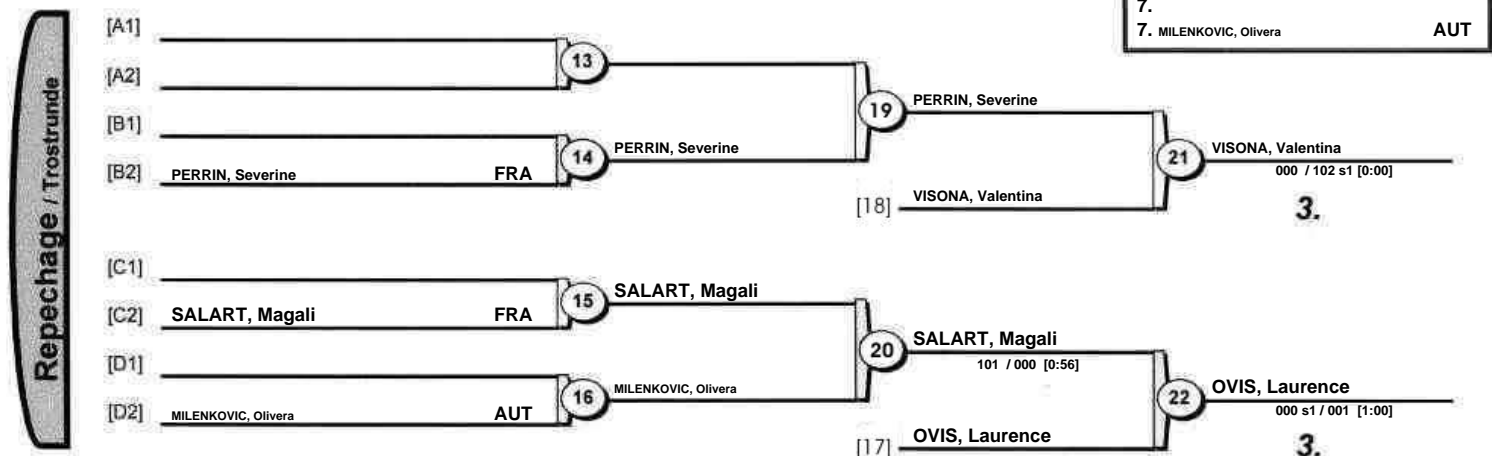 7.
7. MILENKOVIC, Olivera AUT
Repechage / Trostrunde
[A1]
13
[A2]
19 PERRIN, Severine
[B1]
14 PERRIN, Severine
[B2] PERRIN, Severine FRA
21 VISONA, Valentina
000 / 102 s1 [0:00]
[18] VISONA, Valentina
3.
[C1]
15 SALART, Magali
[C2] SALART, Magali FRA
20 SALART, Magali
101 / 000 [0:56]
[D1]
16 MILENKOVIC, Olivera
[D2] MILENKOVIC, Olivera AUT
22 OVIS, Laurence
000 s1 / 001 [1:00]
[17] OVIS, Laurence
3.